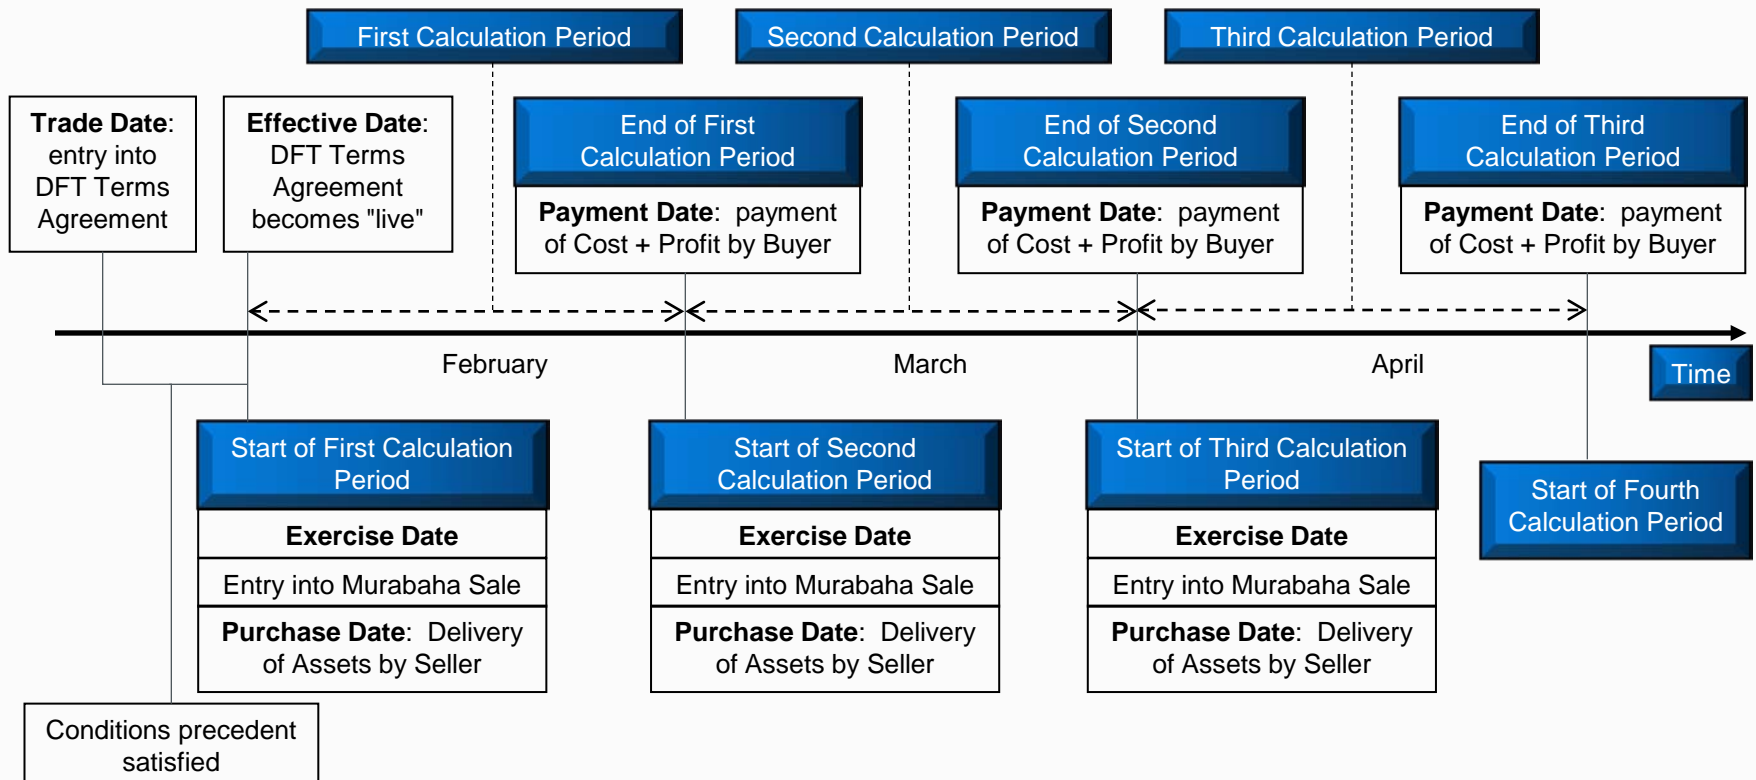 First Calculation Period
Second Calculation Period
Third Calculation Period
Trade Date:
entry into
DFT Terms
Agreement
Effective Date:
DFT Terms
Agreement
becomes "live"
End of First
Calculation Period
Payment Date: payment
of Cost + Profit by Buyer
End of Second
Calculation Period
Payment Date: payment
of Cost + Profit by Buyer
End of Third
Calculation Period
Payment Date: payment
of Cost + Profit by Buyer
February
March
April
Time
Start of First Calculation
Period
Exercise Date
Entry into Murabaha Sale
Purchase Date: Delivery
of Assets by Seller
Start of Second
Calculation Period
Exercise Date
Entry into Murabaha Sale
Purchase Date: Delivery
of Assets by Seller
Start of Third Calculation
Period
Exercise Date
Entry into Murabaha Sale
Purchase Date: Delivery
of Assets by Seller
Start of Fourth
Calculation Period
Conditions precedent
satisfied